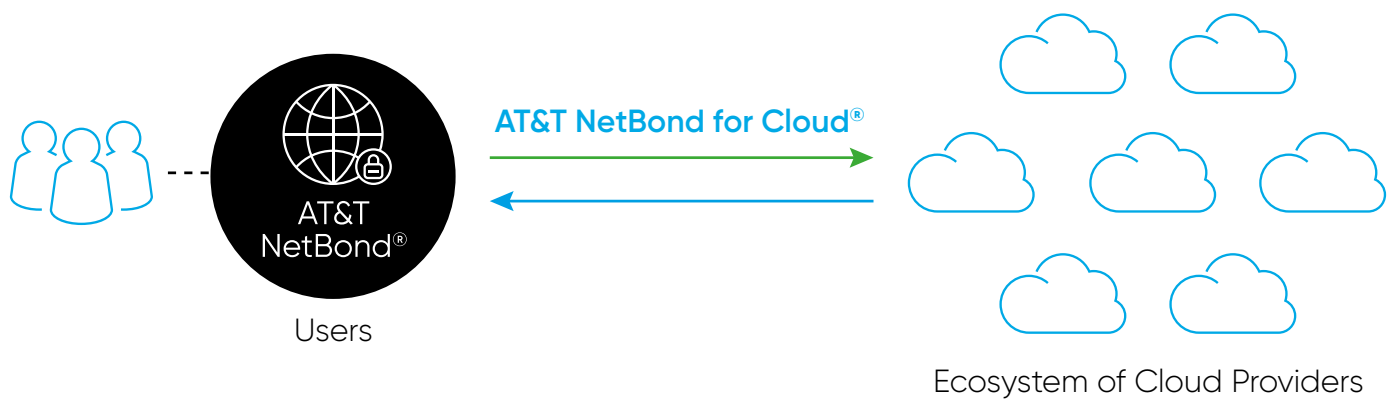 AT&T NetBond for Cloud®
AT&T
NetBond®
Users
Ecosystem of Cloud Providers